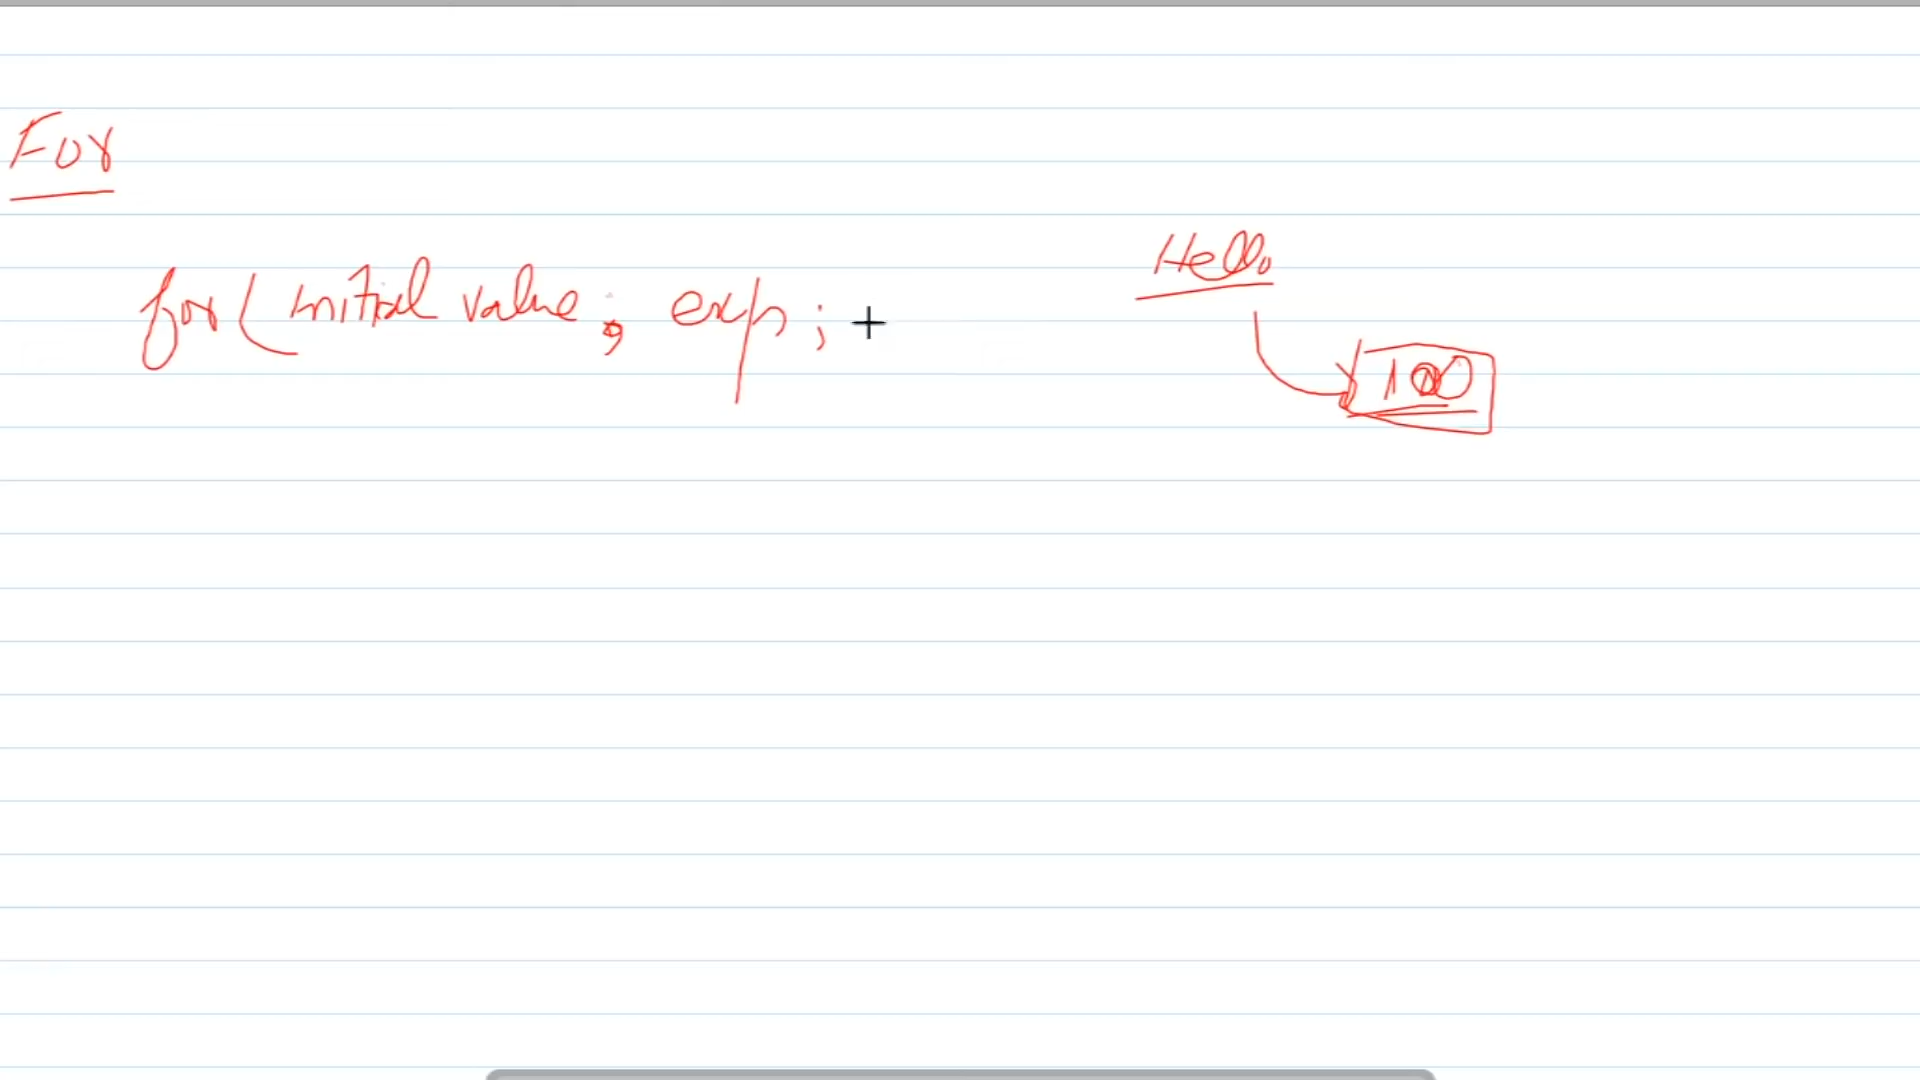 For
Hello
for( initial value ; exp ;
100